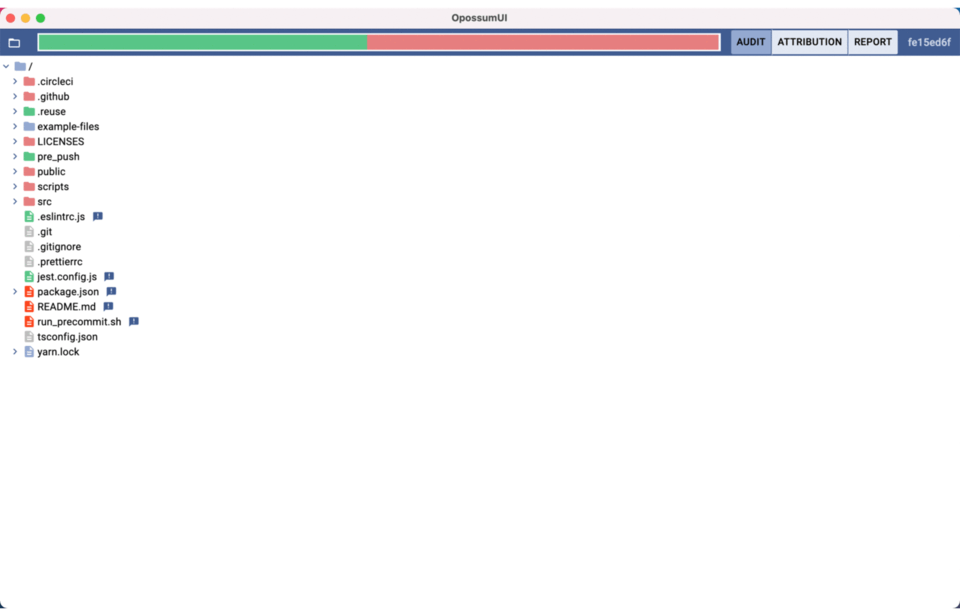 OpossumUI
AUDIT ATTRIBUTION REPORT fe15ed6f
/
.circleci
.github
.reuse
example-files
LICENSES
pre_push
public
scripts
src
.eslintrc.js
.git
.gitignore
.prettierrc
jest.config.js
package.json
README.md
run_precommit.sh
tsconfig.json
yarn.lock